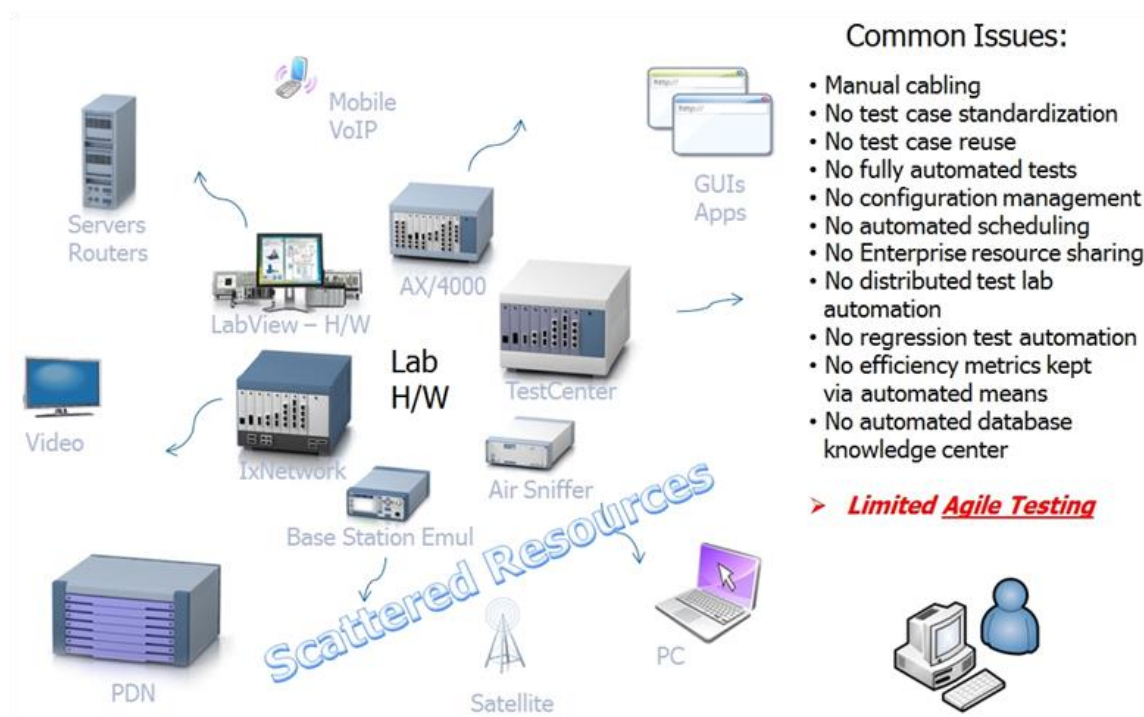 Common Issues:
• Manual cabling
• No test case standardization
• No test case reuse
• No fully automated tests
• No configuration management
• No automated scheduling
• No Enterprise resource sharing
• No distributed test lab
automation
• No regression test automation
• No efficiency metrics kept
via automated means
• No automated database
knowledge center
➤ Limited Agile Testing
Mobile
VoIP
Servers
Routers
GUIs
Apps
AX/4000
LabView – H/W
Lab
H/W
TestCenter
Video
IxNetwork
Air Sniffer
Base Station Emul
Scattered Resources
PDN
Satellite
PC